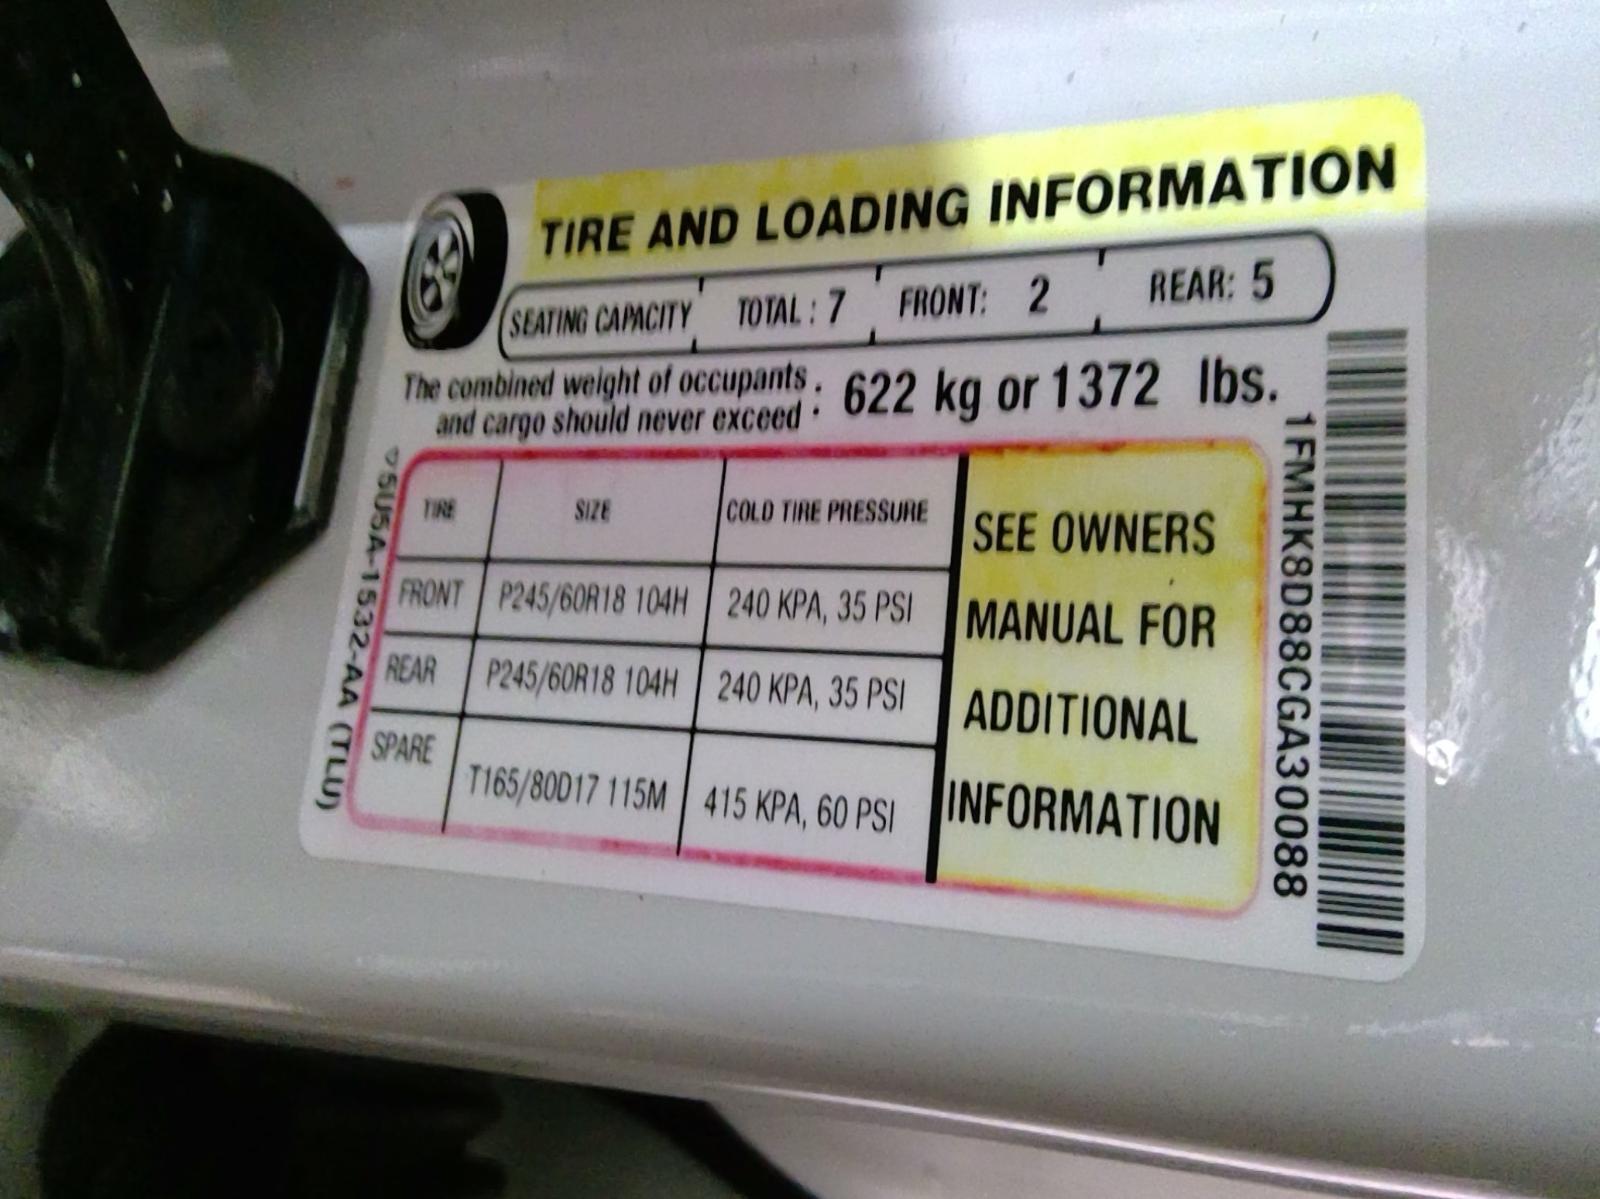 TIRE AND LOADING INFORMATION
SEATING CAPACITY TOTAL : 7 FRONT: 2 REAR: 5
The combined weight of occupants : 622 kg or 1372 lbs.
and cargo should never exceed :
TIRE SIZE COLD TIRE PRESSURE
FRONT P245/60R18 104H 240 KPA, 35 PSI
REAR P245/60R18 104H 240 KPA, 35 PSI
SPARE T165/80D17 115M 415 KPA, 60 PSI
SEE OWNERS
MANUAL FOR
ADDITIONAL
INFORMATION
5U5A-1532-AA (TLU)
1FMHK8D88CGA30088